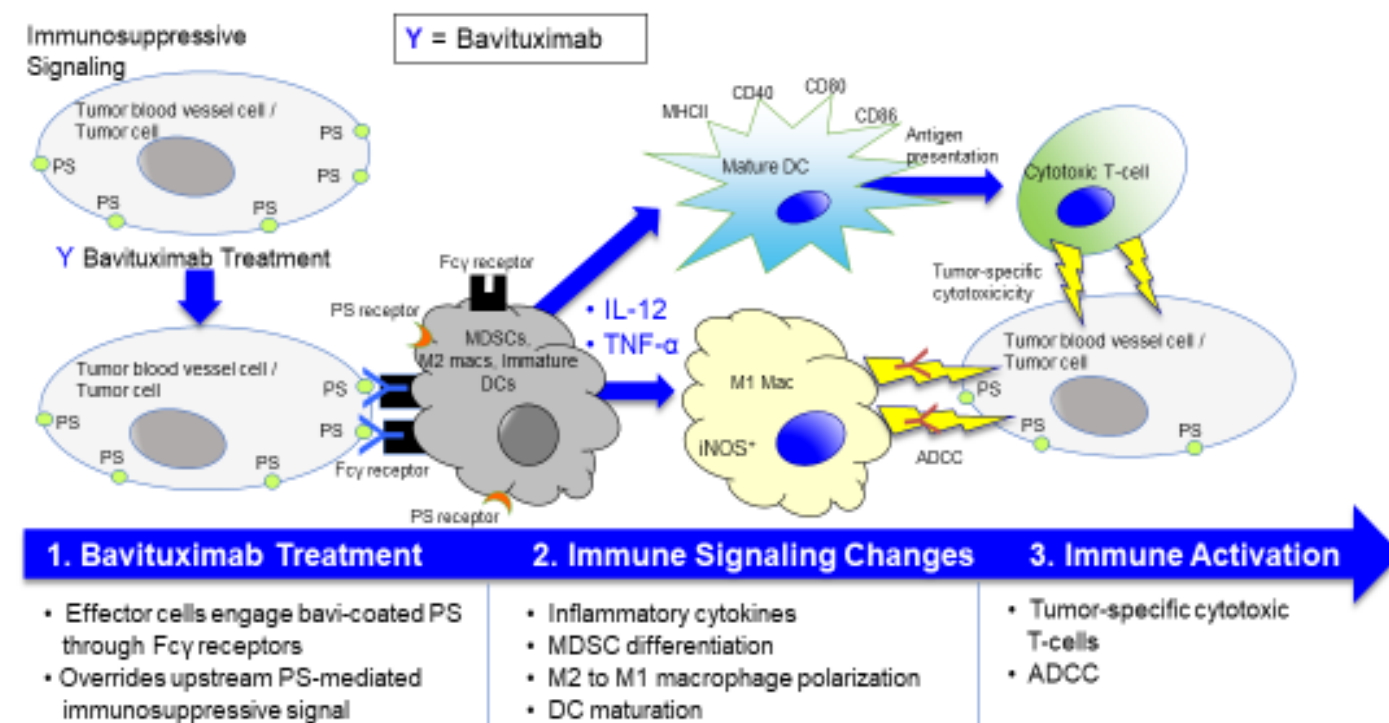 Immunosuppressive
Signaling
Y = Bavituximab
Tumor blood vessel cell /
Tumor cell
PS
PS
PS
PS
PS
Y Bavituximab Treatment
Tumor blood vessel cell /
Tumor cell
PS
PS
PS
PS
PS
Fcγ receptor
PS receptor
MDSCs,
M2 macs, Immature
DCs
Fcγ receptor
PS receptor
• IL-12
• TNF-α
MHCII
CD40
CD80
CD86
Mature DC
Antigen
presentation
Cytotoxic T-cell
Tumor-specific
cytotoxicicity
M1 Mac
iNOS⁺
ADCC
Tumor blood vessel cell /
Tumor cell
PS
PS
PS
1. Bavituximab Treatment
• Effector cells engage bavi-coated PS
through Fcγ receptors
• Overrides upstream PS-mediated
immunosuppressive signal
2. Immune Signaling Changes
• Inflammatory cytokines
• MDSC differentiation
• M2 to M1 macrophage polarization
• DC maturation
3. Immune Activation
• Tumor-specific cytotoxic
T-cells
• ADCC